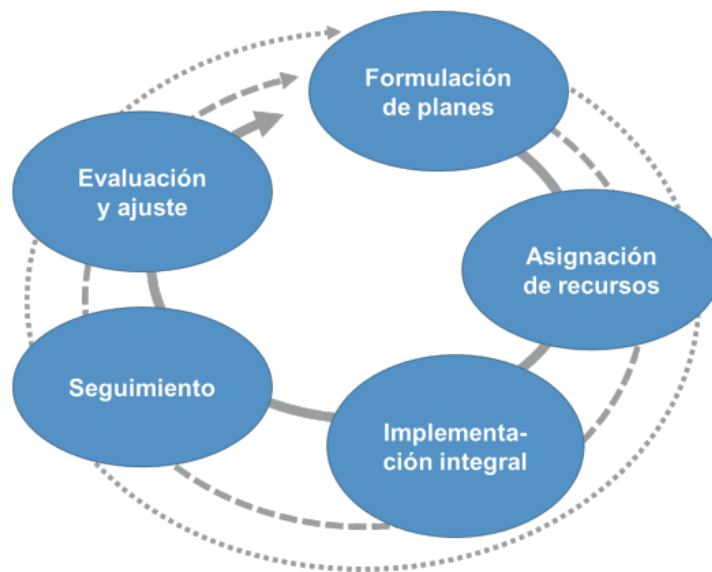 Formulación
de planes
Evaluación
y ajuste
Asignación
de recursos
Seguimiento
Implementa-
ción integral